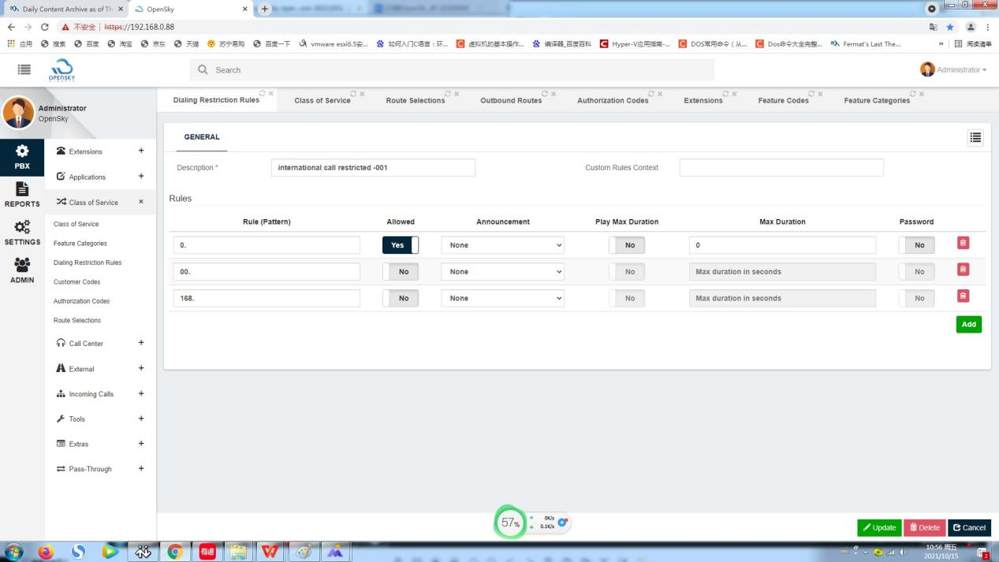 Daily Content Archive as of Th
OpenSky
不安全 | https://192.168.0.88
应用 搜索 百度 淘宝 京东 天猫 苏宁易购 百度一下 vmware esxi6.5安... 如何入门C语言：环... 虚拟机的基本操作... 编译器_百度百科 Hyper-V应用指南-... DOS常用命令（从... Dos命令大全完整... Fermat's Last The... » 阅读清单
OPENSKY
Search
Administrator
Administrator
OpenSky
Dialing Restriction Rules Class of Service Route Selections Outbound Routes Authorization Codes Extensions Feature Codes Feature Categories
PBX
REPORTS
SETTINGS
ADMIN
Extensions +
Applications +
Class of Service ×
Class of Service
Feature Categories
Dialing Restriction Rules
Customer Codes
Authorization Codes
Route Selections
Call Center +
External +
Incoming Calls +
Tools +
Extras +
Pass-Through +
GENERAL
Description * international call restricted -001 Custom Rules Context
Rules
Rule (Pattern) Allowed Announcement Play Max Duration Max Duration Password
0. Yes None No 0 No
00. No None No Max duration in seconds No
168. No None No Max duration in seconds No
Add
57% 0K/s
0.1K/s
Update Delete Cancel
有道
10:56 周五
2021/10/15
2